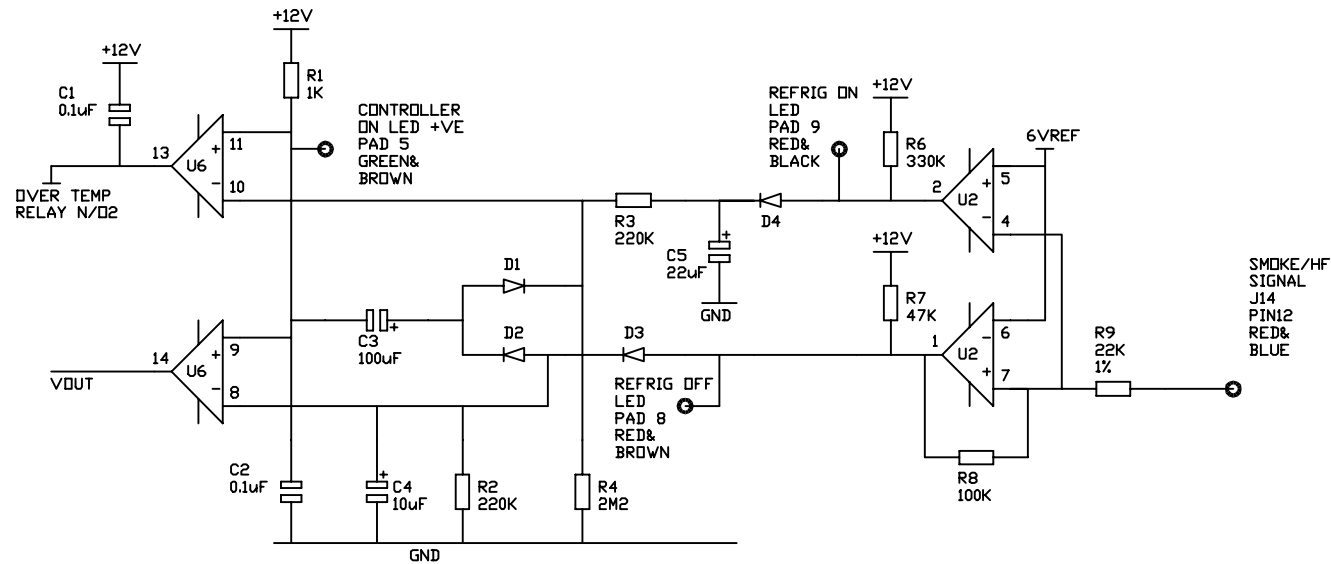 +12V
+12V
C1
0.1uF
R1
1K
CONTROLLER
ON LED +VE
PAD 5
GREEN&
BROWN
13
U6
+
11
-
10
OVER TEMP
RELAY N/O2
REFRIG ON
LED
PAD 9
RED&
BLACK
+12V
R6
330K
6VREF
2
U2
+
5
-
4
R3
220K
D4
C5
22uF
+
GND
+12V
R7
47K
SMOKE/HF
SIGNAL
J14
PIN12
RED&
BLUE
D1
D2
D3
C3
100uF
+
14
U6
+
9
-
8
VOUT
REFRIG OFF
LED
PAD 8
RED&
BROWN
1
U2
-
6
+
7
R9
22K
1%
R8
100K
C2
0.1uF
+
C4
10uF
R2
220K
R4
2M2
GND